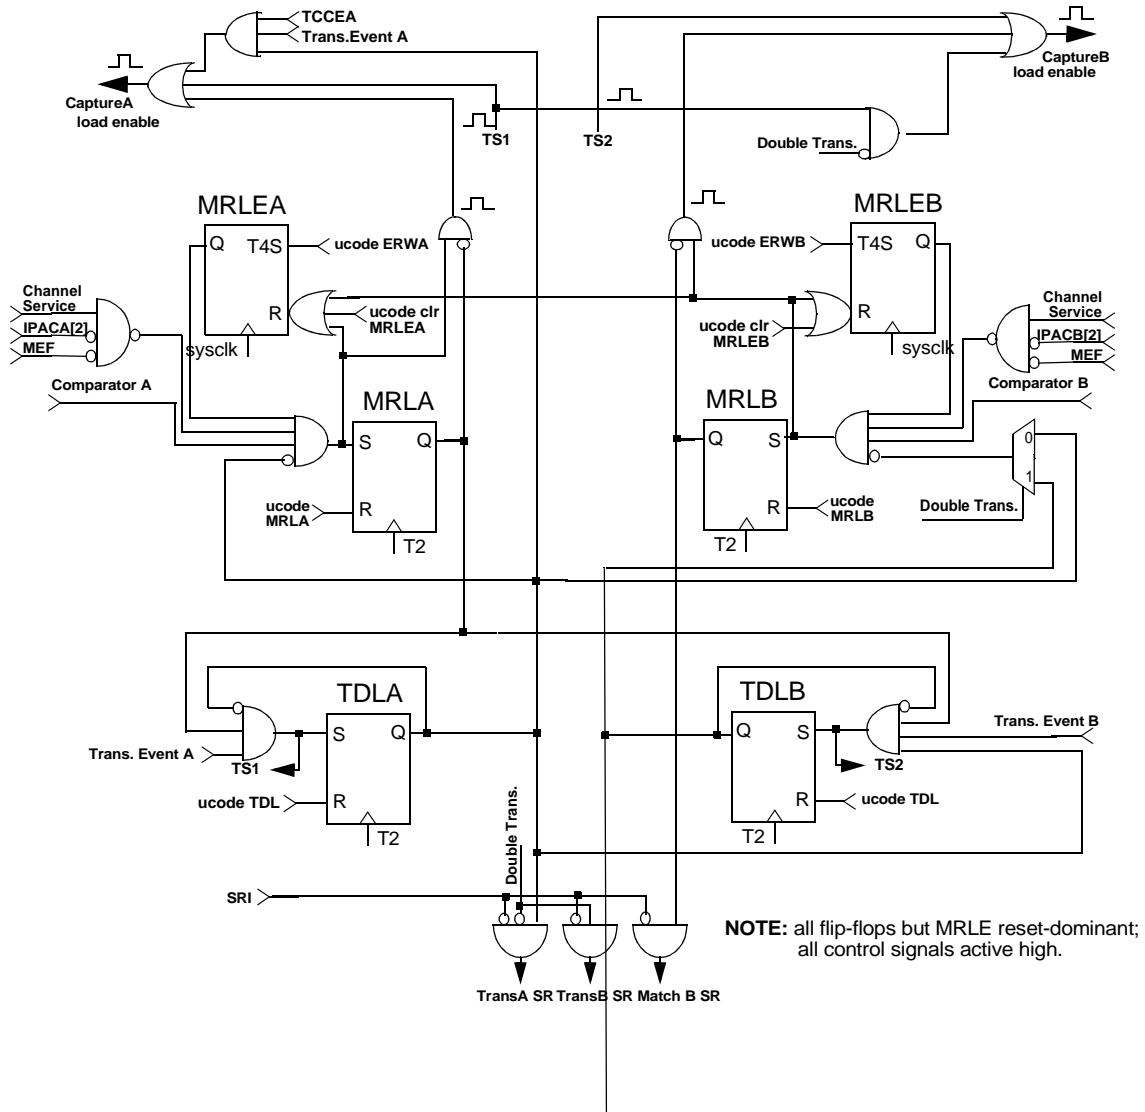 TCCEA
Trans.Event A
CaptureA
load enable
TS1
TS2
CaptureB
load enable
Double Trans.
MRLEA
Q
T4S
R
sysclk
ucode ERWA
ucode clr
MRLEA
MRLEB
T4S
Q
R
sysclk
ucode ERWB
ucode clr
MRLEB
Channel
Service
IPACA[2]
MEF
Comparator A
Channel
Service
IPACB[2]
MEF
Comparator B
MRLA
S
Q
R
T2
ucode
MRLA
MRLB
Q
S
R
T2
ucode
MRLB
0
1
Double Trans.
TDLA
S
Q
R
T2
Trans. Event A
TS1
ucode TDL
TDLB
Q
S
R
T2
Trans. Event B
TS2
ucode TDL
Double Trans.
SRI
TransA SR
TransB SR
Match B SR
NOTE: all flip-flops but MRLE reset-dominant;
all control signals active high.